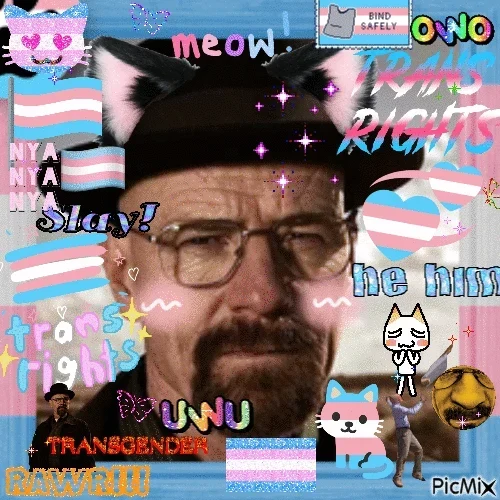 meow!
BIND
SAFELY
OWO
TRANS
RIGHTS
NYA
NYA
NYA
Slay!
he him
trans
rights
UWU
TRANSGENDER
RAWR!!!
PicMix